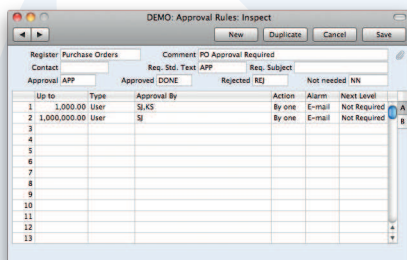 DEMO: Approval Rules: Inspect
New Duplicate Cancel Save
Register Purchase Orders Comment PO Approval Required
Contact Req. Std. Text APP Req. Subject
Approval APP Approved DONE Rejected REJ Not needed NN
Up to Type Approval By Action Alarm Next Level
1 1,000.00 User SJ,KS By one E-mail Not Required A
2 1,000,000.00 User SJ By one E-mail Not Required B
3
4
5
6
7
8
9
10
11
12
13